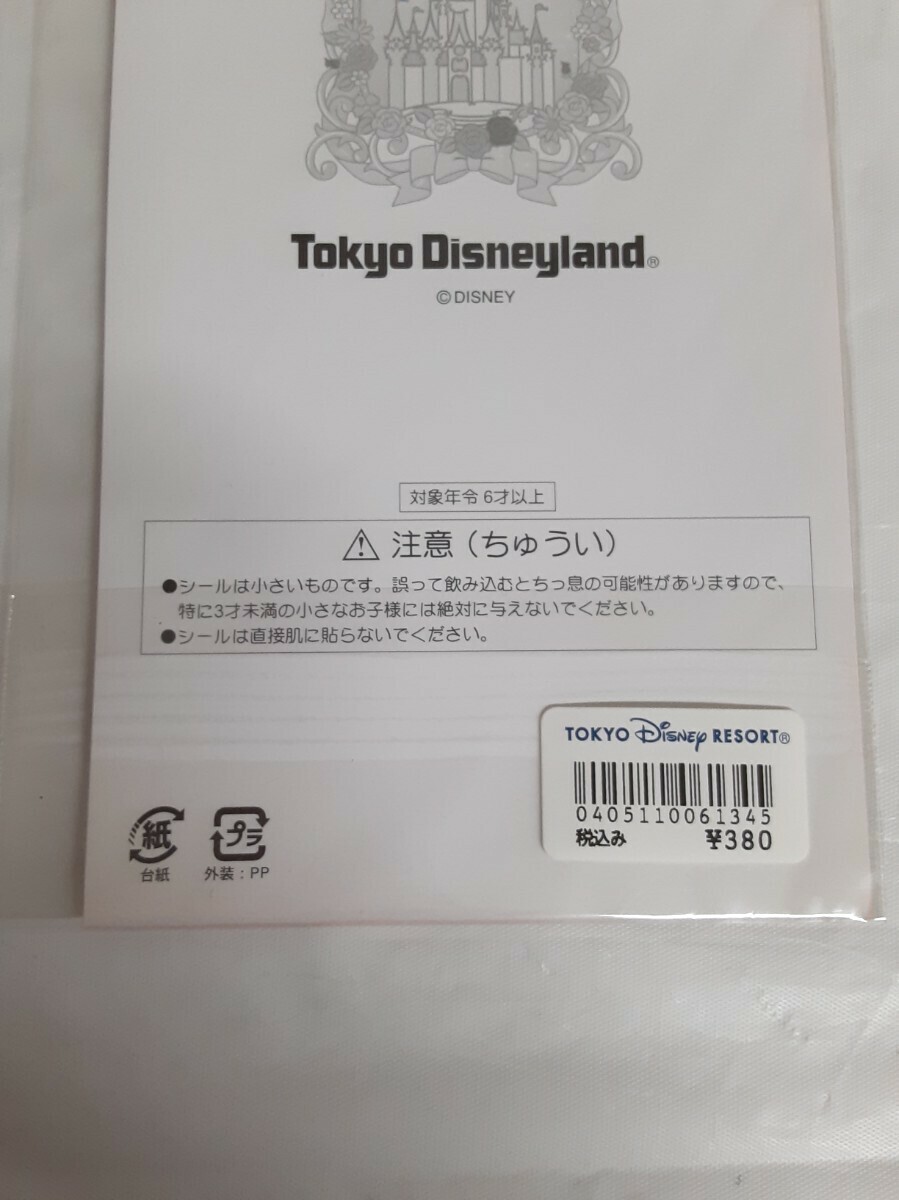 Tokyo Disneyland®
©DISNEY
対象年令 6才以上
⚠ 注意（ちゅうい）
●シールは小さいものです。誤って飲み込むとちっ息の可能性がありますので、
特に3才未満の小さなお子様には絶対に与えないでください。
●シールは直接肌に貼らないでください。
TOKYO Disney RESORT®
0405110061345
税込み ¥380
紙
台紙
プラ
外装：PP